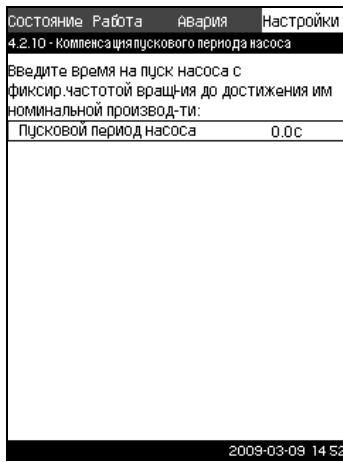 Состояние Работа Авария Настройки
4.2.10 - Компенсация пускового периода насоса
Введите время на пуск насоса с
фиксир.частотой вращ-ия до достижения им
номинальной производ-ти:
Пусковой период насоса 0.0с
2009-03-09 14:52